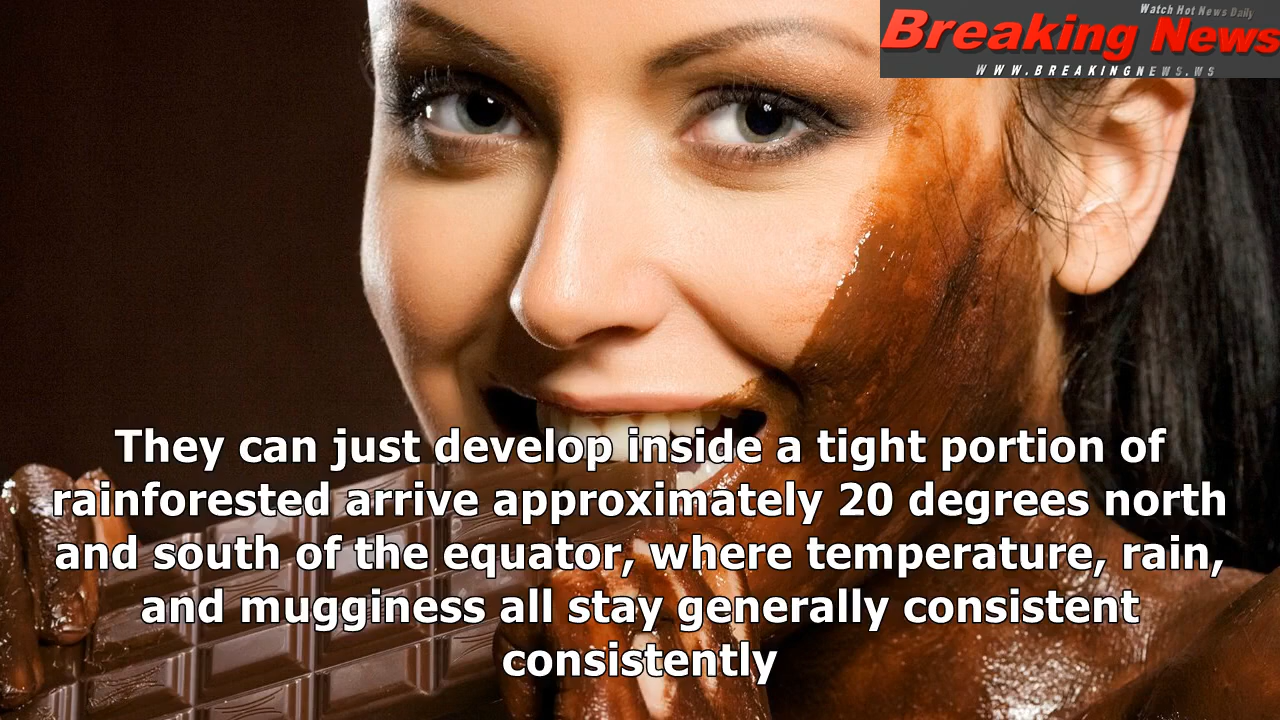 Watch Hot News Daily
Breaking News
WWW.BREAKINGNEWS.WS
They can just develop inside a tight portion of
rainforested arrive approximately 20 degrees north
and south of the equator, where temperature, rain,
and mugginess all stay generally consistent
consistently